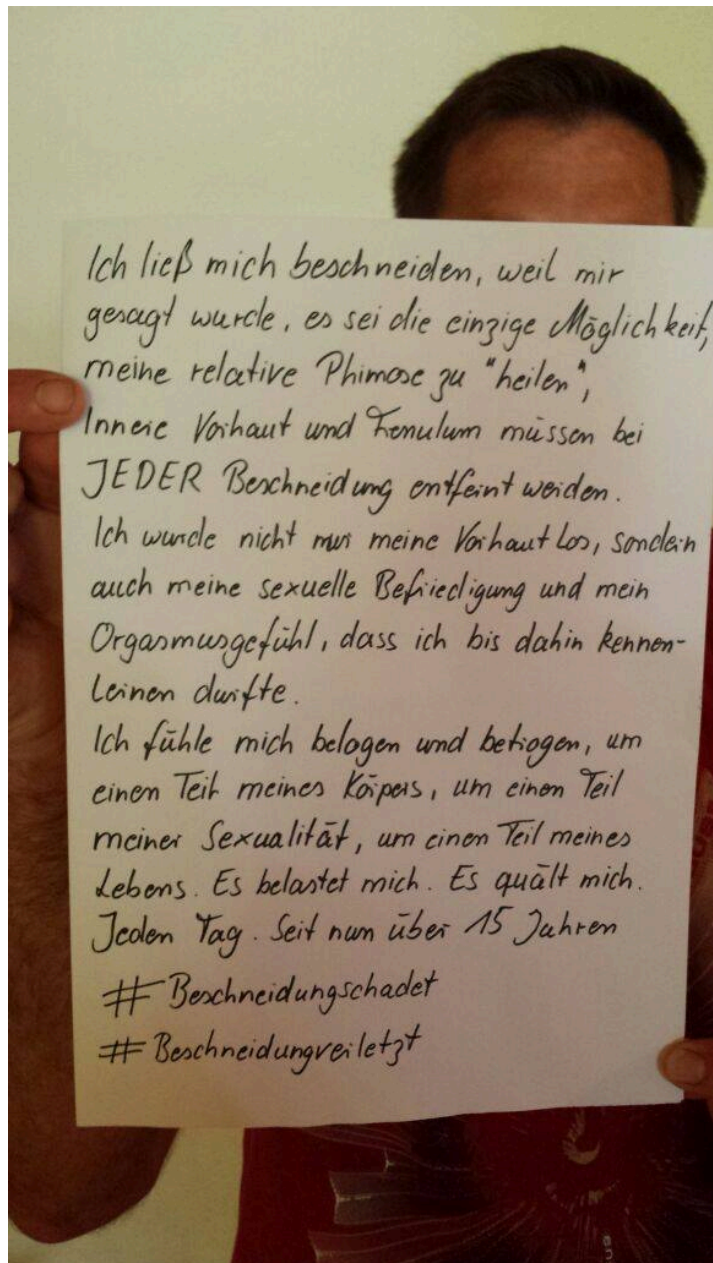 Ich ließ mich beschneiden, weil mir
gesagt wurde, es sei die einzige Möglichkeit,
meine relative Phimose zu "heilen",
Innere Vorhaut und Frenulum müssen bei
JEDER Beschneidung entfernt werden.
Ich wurde nicht nur meine Vorhaut los, sondern
auch meine sexuelle Befriedigung und mein
Orgasmusgefühl, dass ich bis dahin kennen-
lernen durfte.
Ich fühle mich belogen und betrogen, um
einen Teil meines Körpers, um einen Teil
meiner Sexualität, um einen Teil meines
Lebens. Es belastet mich. Es quält mich.
Jeden Tag. Seit nun über 15 Jahren
#Beschneidungschadet
#Beschneidungverletzt